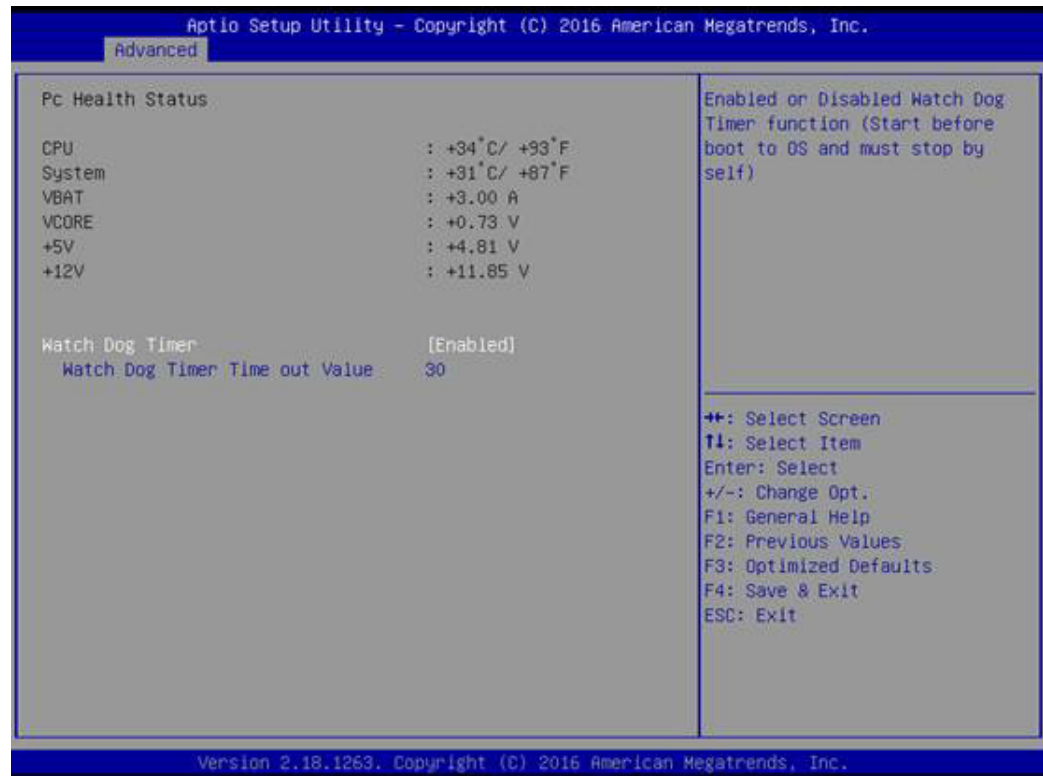 Aptio Setup Utility – Copyright (C) 2016 American Megatrends, Inc.
Advanced
Pc Health Status
CPU : +34°C/ +93°F
System : +31°C/ +87°F
VBAT : +3.00 A
VCORE : +0.73 V
+5V : +4.81 V
+12V : +11.85 V
Watch Dog Timer [Enabled]
Watch Dog Timer Time out Value 30
Enabled or Disabled Watch Dog
Timer function (Start before
boot to OS and must stop by
self)
→←: Select Screen
↑↓: Select Item
Enter: Select
+/-: Change Opt.
F1: General Help
F2: Previous Values
F3: Optimized Defaults
F4: Save & Exit
ESC: Exit
Version 2.18.1263. Copyright (C) 2016 American Megatrends, Inc.